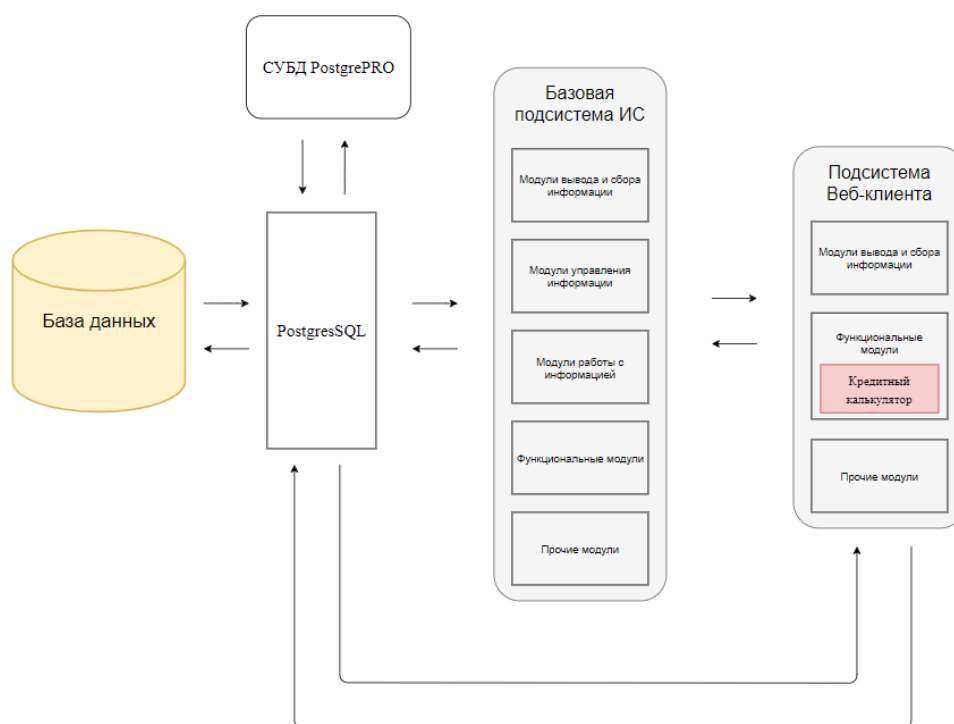 СУБД PostgrePRO
База данных
PostgresSQL
Базовая
подсистема ИС
Модули вывода и сбора
информации
Модули управления
информации
Модули работы с
информацией
Функциональные модули
Прочие модули
Подсистема
Веб-клиента
Модули вывода и сбора
информации
Функциональные
модули
Кредитный
калькулятор
Прочие модули